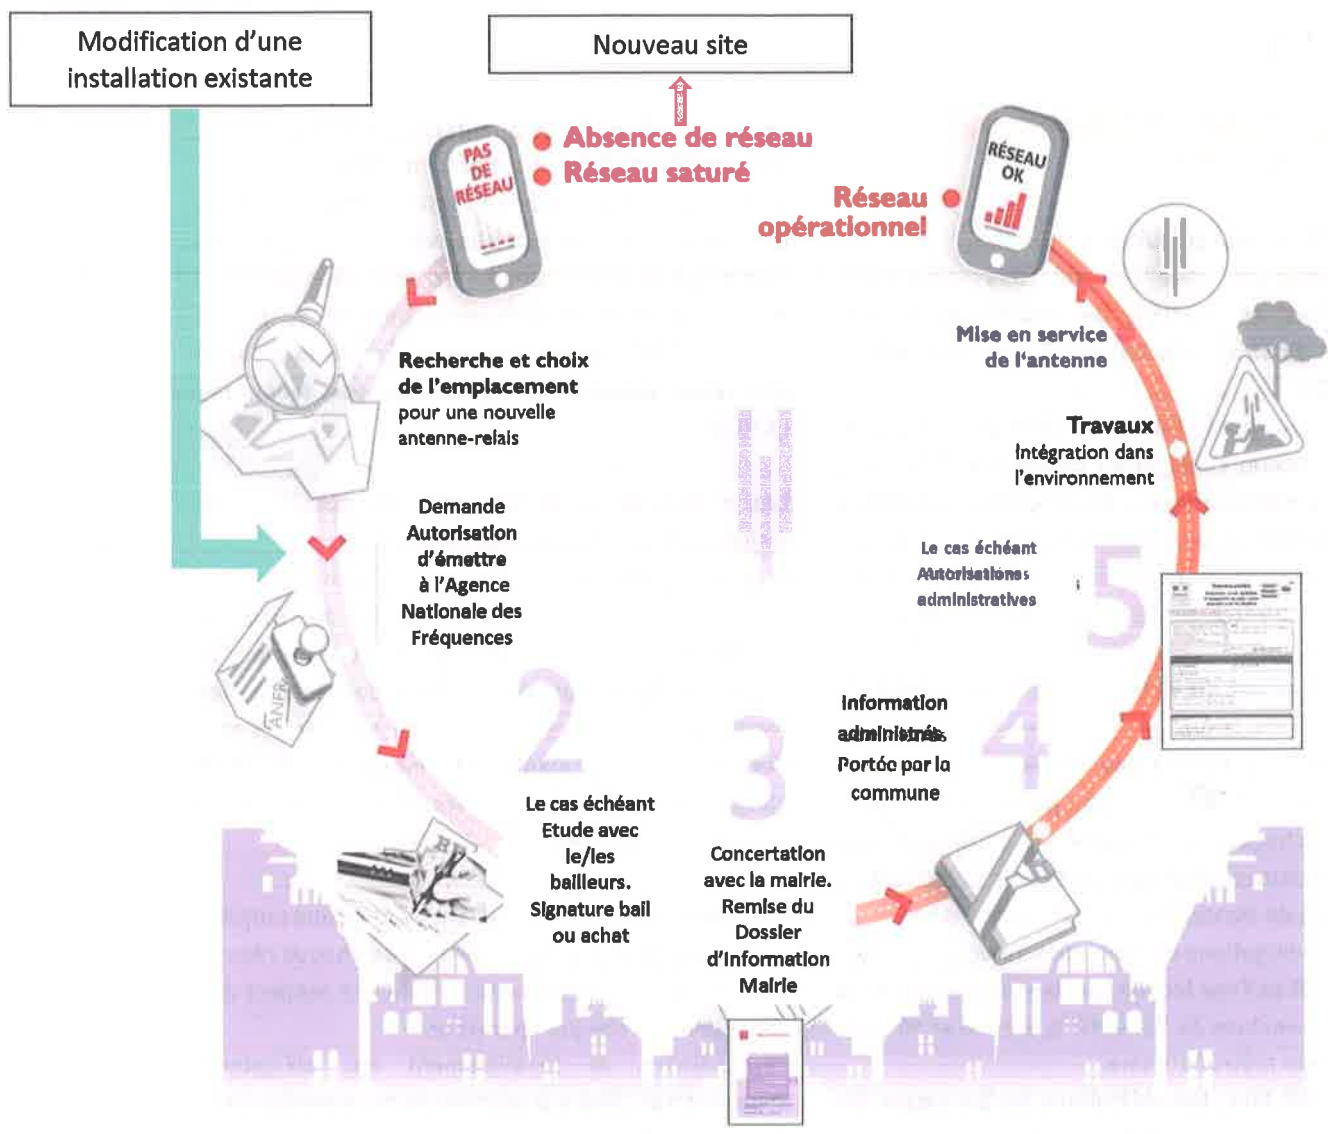 Modification d'une
installation existante
Nouveau site
Absence de réseau
Réseau saturé
PAS
DE
RÉSEAU
RÉSEAU
OK
Réseau
opérationnel
Recherche et choix
de l'emplacement
pour une nouvelle
antenne-relais
Mise en service
de l'antenne
Travaux
Intégration dans
l'environnement
Demande
Autorisation
d'émettre
à l'Agence
Nationale des
Fréquences
ANFR
Le cas échéant
Autorisations
administratives
5
2
Le cas échéant
Etude avec
le/les
bailleurs.
Signature bail
ou achat
3
Concertation
avec la mairie.
Remise du
Dossier
d'Information
Mairie
4
Information
administrés
Portée par la
commune